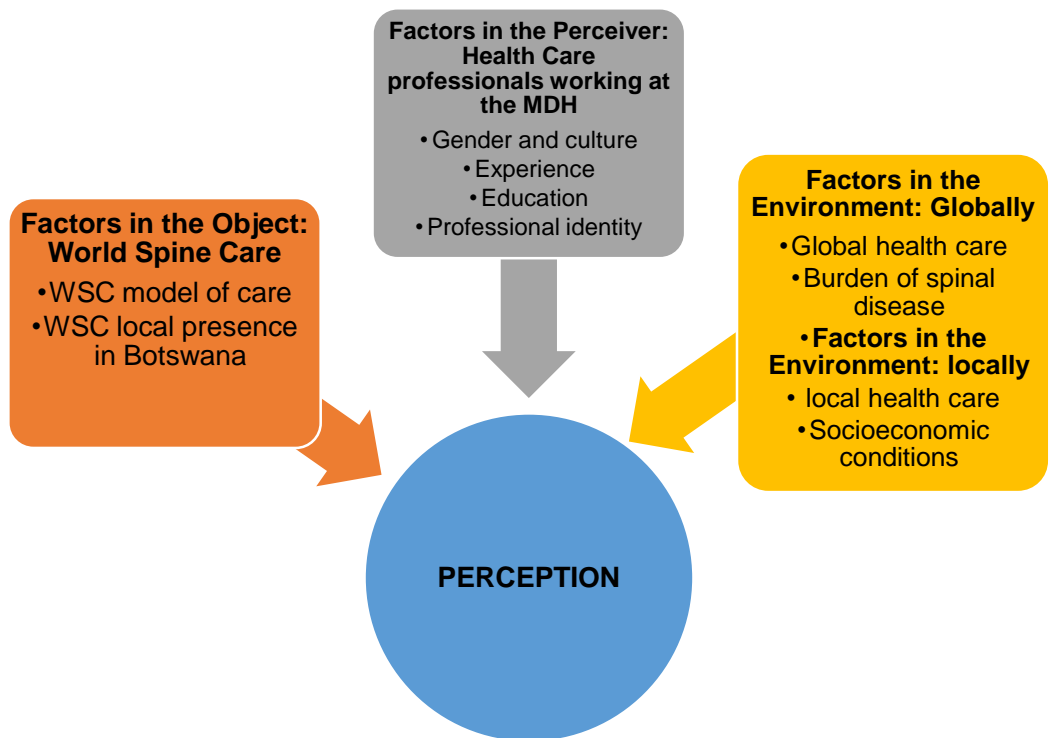 Factors in the Object:
World Spine Care
•WSC model of care
•WSC local presence
in Botswana
Factors in the Perceiver:
Health Care
professionals working at
the MDH
•Gender and culture
•Experience
•Education
•Professional identity
Factors in the
Environment: Globally
•Global health care
•Burden of spinal
disease
•Factors in the
Environment: locally
• local health care
•Socioeconomic
conditions
PERCEPTION